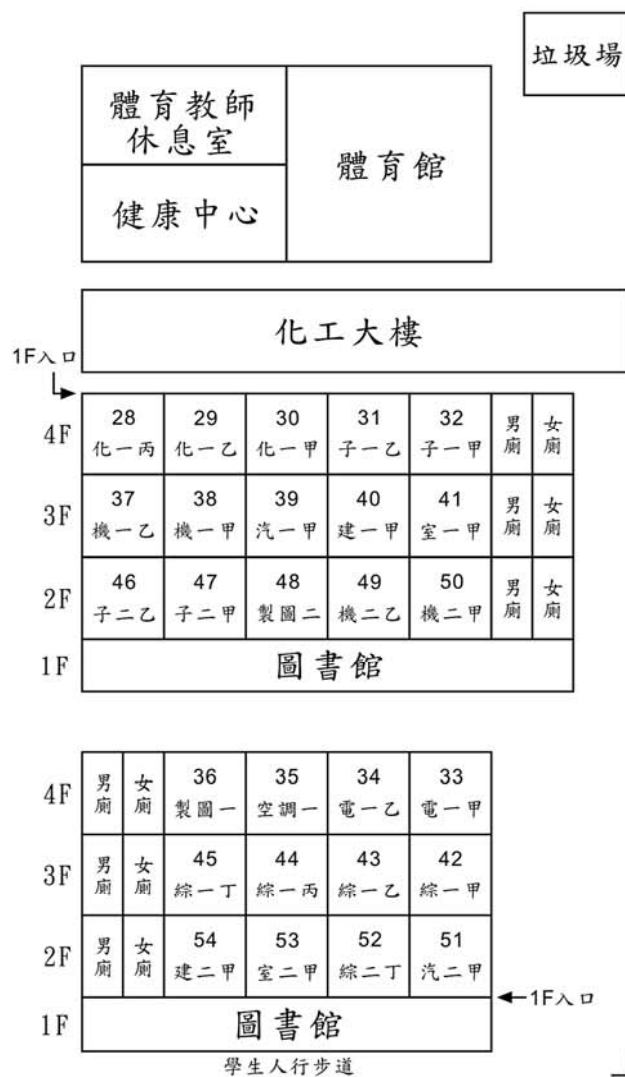 垃圾場
體育教師
休息室
體育館
健康中心
化工大樓
1F入口
4F 28 29 30 31 32 男廁 女廁
化一丙 化一乙 化一甲 子一乙 子一甲
3F 37 38 39 40 41 男廁 女廁
機一乙 機一甲 汽一甲 建一甲 室一甲
2F 46 47 48 49 50 男廁 女廁
子二乙 子二甲 製圖二 機二乙 機二甲
1F 圖書館
4F 男廁 女廁 36 35 34 33
製圖一 空調一 電一乙 電一甲
3F 男廁 女廁 45 44 43 42
綜一丁 綜一丙 綜一乙 綜一甲
2F 男廁 女廁 54 53 52 51
建二甲 室二甲 綜二丁 汽二甲
1F入口
1F 圖書館
學生人行步道